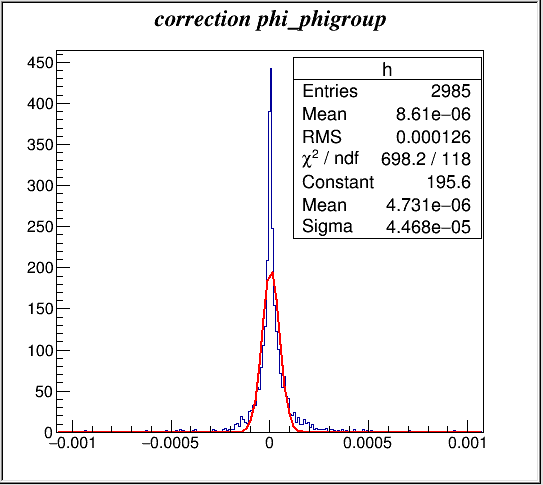 correction phi_phigroup
h
Entries 2985
Mean 8.61e−06
RMS 0.000126
χ² / ndf 698.2 / 118
Constant 195.6
Mean 4.731e−06
Sigma 4.468e−05
450
400
350
300
250
200
150
100
50
0
−0.001 −0.0005 0 0.0005 0.001